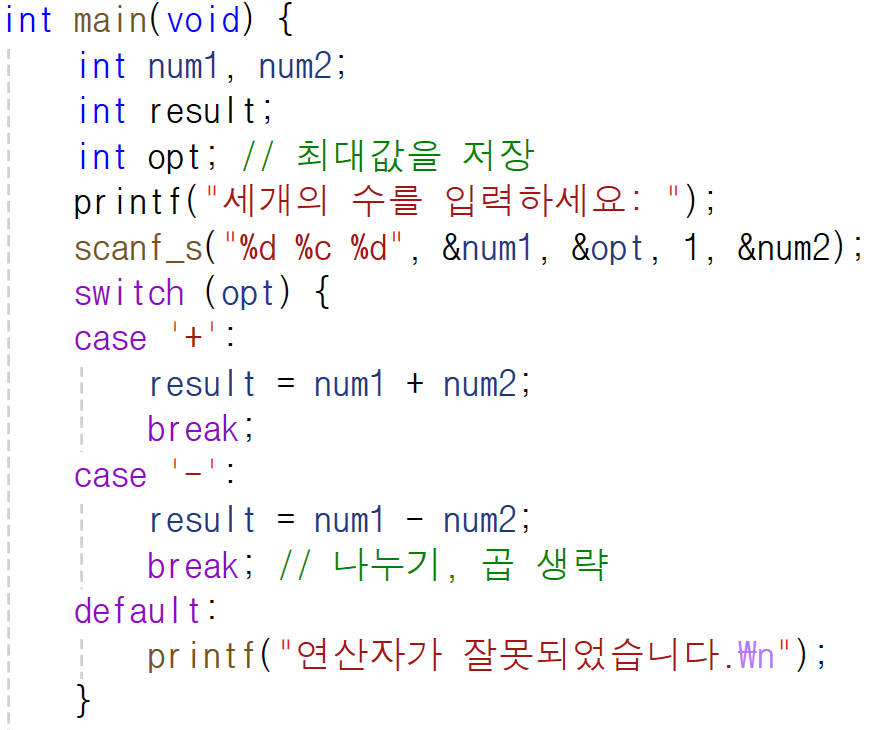 int main(void) {
int num1, num2;
int result;
int opt; // 최대값을 저장
printf("세개의 수를 입력하세요: ");
scanf_s("%d %c %d", &num1, &opt, 1, &num2);
switch (opt) {
case '+':
result = num1 + num2;
break;
case '-':
result = num1 - num2;
break; // 나누기, 곱 생략
default:
printf("연산자가 잘못되었습니다.₩n");
}